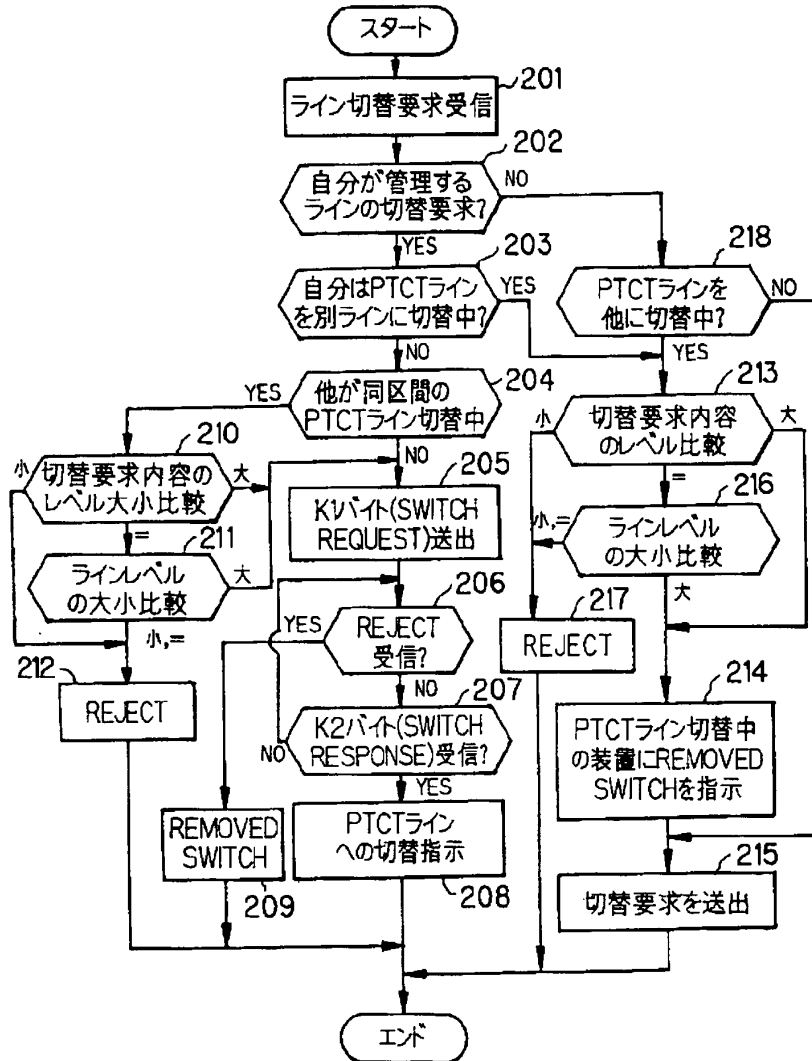 スタート
201
ライン切替要求受信
202
自分が管理する
ラインの切替要求?
NO
YES
203
自分はPTCTライン
を別ラインに切替中?
YES
NO
218
PTCTラインを
他に切替中?
NO
YES
204
他が同区間の
PTCTライン切替中
YES
NO
213
切替要求内容
のレベル比較
小
大
=
210
切替要求内容の
レベル大小比較
小
大
=
205
K1バイト(SWITCH
REQUEST)送出
216
ラインレベル
の大小比較
小,=
大
211
ラインレベル
の大小比較
大
小,=
206
REJECT
受信?
YES
NO
217
REJECT
212
REJECT
207
K2バイト(SWITCH
RESPONSE)受信?
NO
YES
214
PTCTライン切替中
の装置にREMOVED
SWITCHを指示
REMOVED
SWITCH
209
PTCTライン
への切替指示
208
215
切替要求を送出
エンド